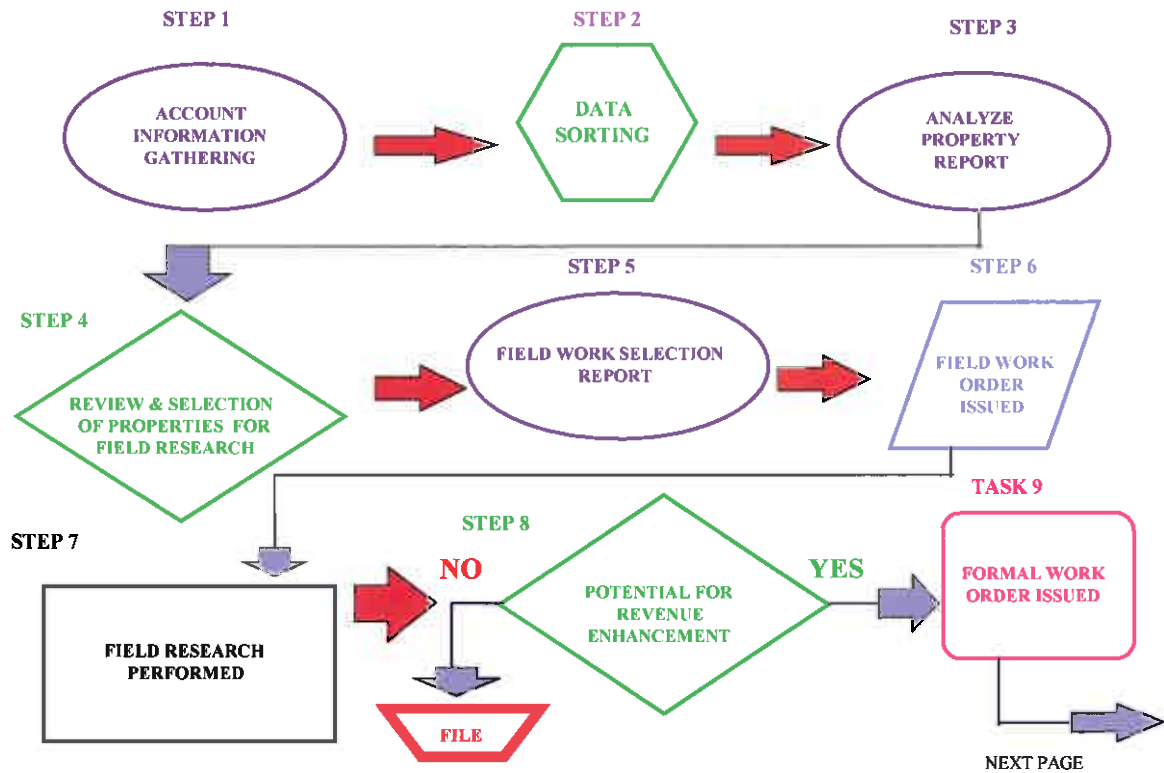 STEP 1
STEP 2
STEP 3
ACCOUNT
INFORMATION
GATHERING
DATA
SORTING
ANALYZE
PROPERTY
REPORT
STEP 4
REVIEW & SELECTION
OF PROPERTIES FOR
FIELD RESEARCH
STEP 5
FIELD WORK SELECTION
REPORT
STEP 6
FIELD WORK
ORDER
ISSUED
STEP 7
FIELD RESEARCH
PERFORMED
STEP 8
NO
POTENTIAL FOR
REVENUE
ENHANCEMENT
YES
FILE
TASK 9
FORMAL WORK
ORDER ISSUED
NEXT PAGE